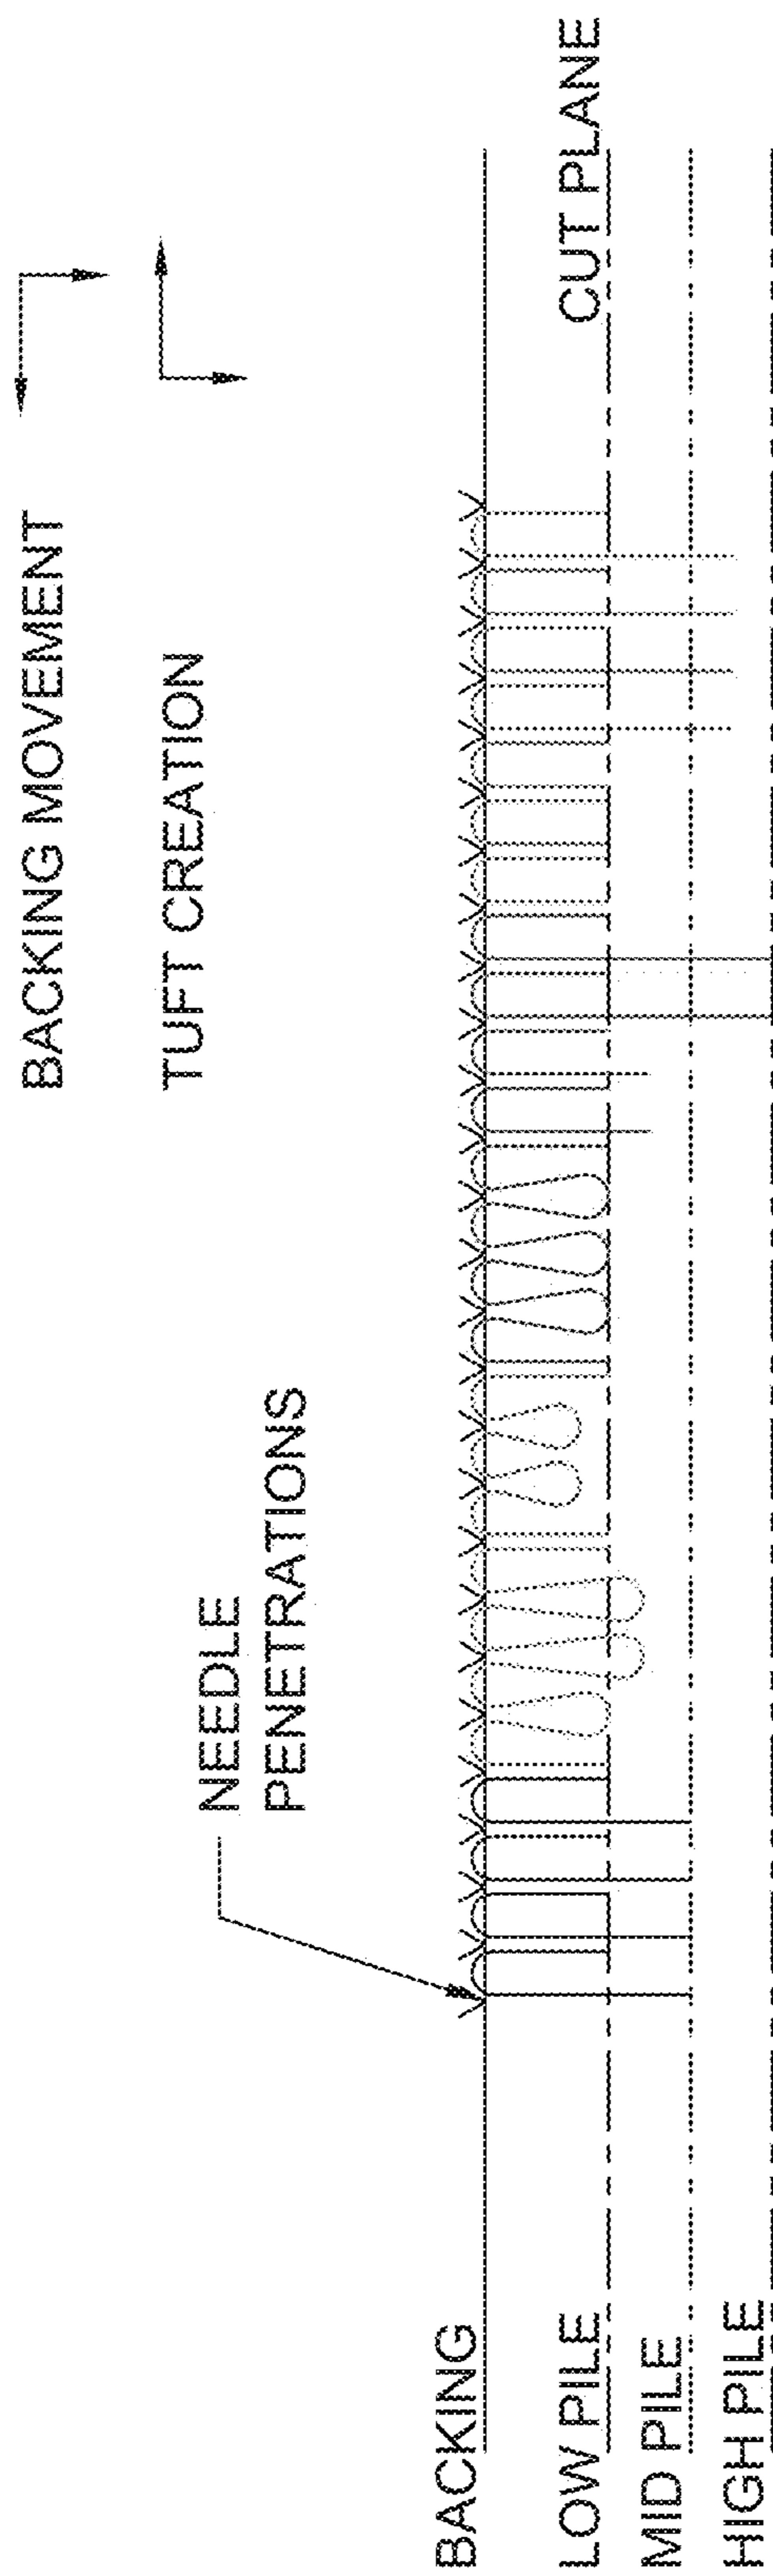 BACKING MOVEMENT
TUFT CREATION
NEEDLE
PENETRATIONS
BACKING
LOW PILE
CUT PLANE
MID PILE
HIGH PILE